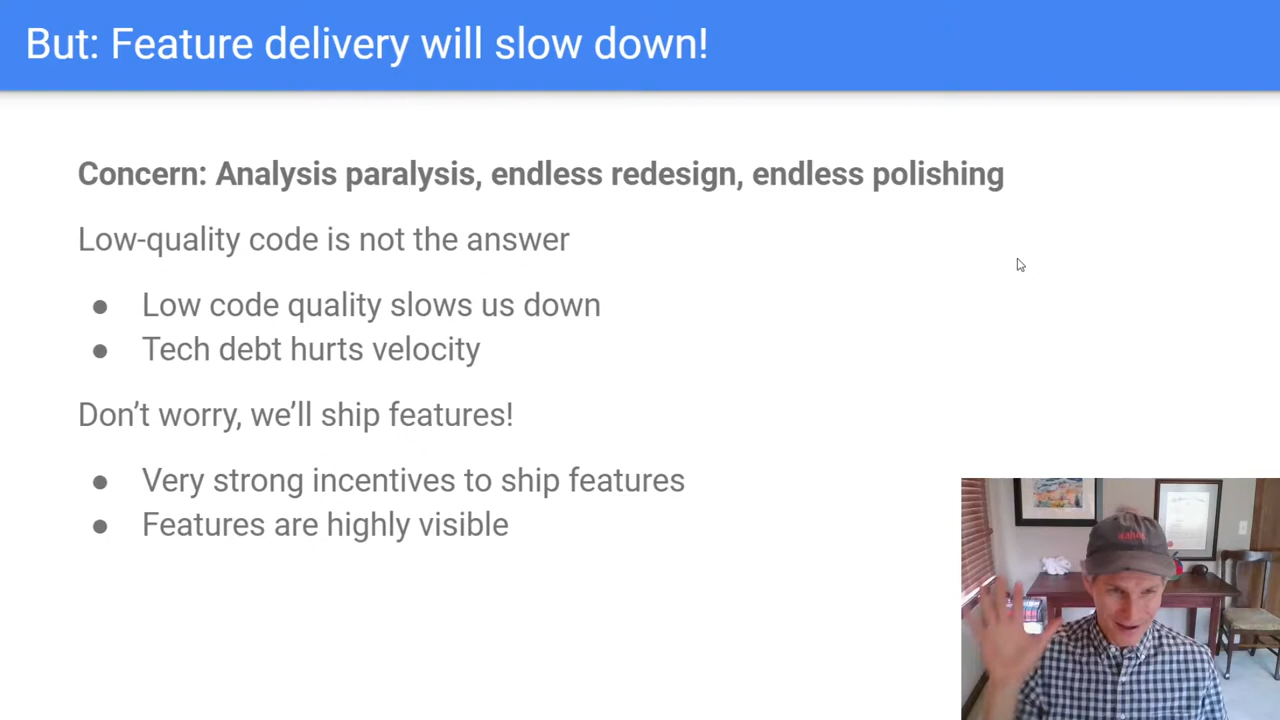 But: Feature delivery will slow down!
Concern: Analysis paralysis, endless redesign, endless polishing
Low-quality code is not the answer
● Low code quality slows us down
● Tech debt hurts velocity
Don’t worry, we’ll ship features!
● Very strong incentives to ship features
● Features are highly visible